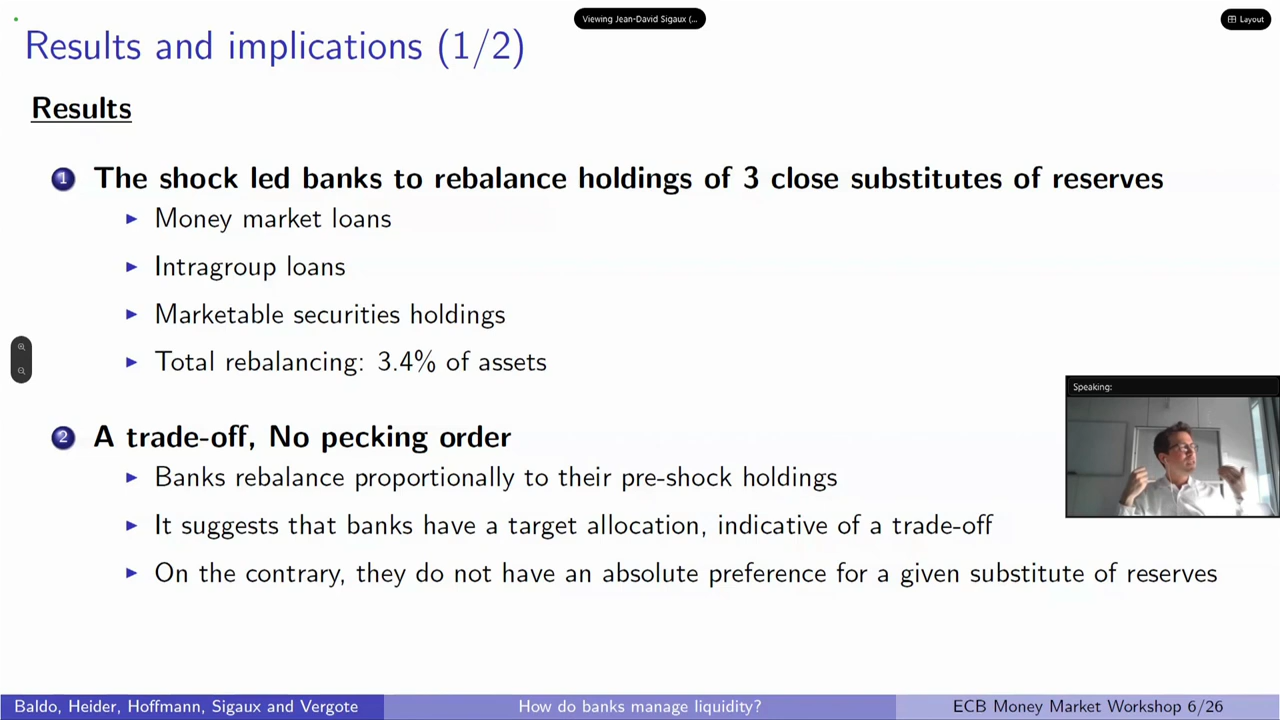 Viewing Jean-David Sigaux (...
Layout
Results and implications (1/2)
Results
1 The shock led banks to rebalance holdings of 3 close substitutes of reserves
Money market loans
Intragroup loans
Marketable securities holdings
Total rebalancing: 3.4% of assets
Speaking:
2 A trade-off, No pecking order
Banks rebalance proportionally to their pre-shock holdings
It suggests that banks have a target allocation, indicative of a trade-off
On the contrary, they do not have an absolute preference for a given substitute of reserves
Baldo, Heider, Hoffmann, Sigaux and Vergote How do banks manage liquidity? ECB Money Market Workshop 6/26